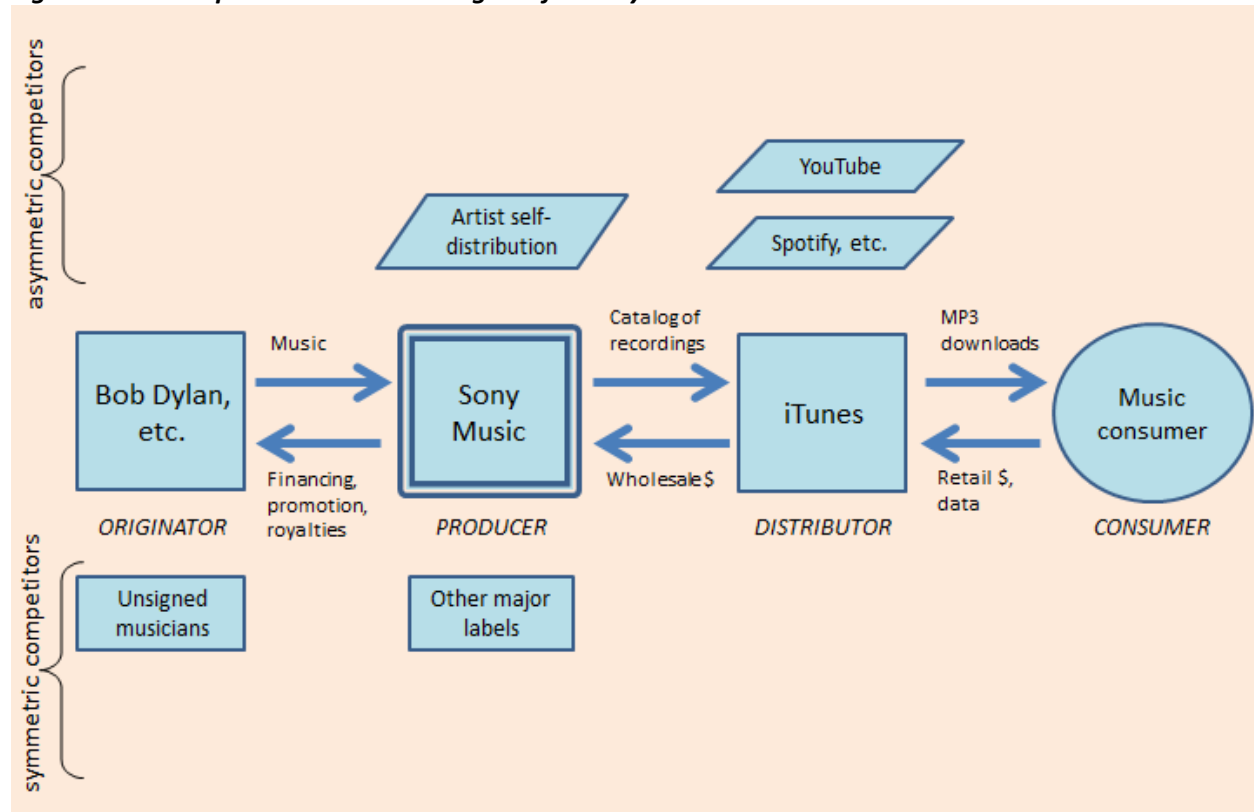 asymmetric competitors
YouTube
Artist self-
distribution
Spotify, etc.
Bob Dylan,
etc.
Music
Financing,
promotion,
royalties
Sony
Music
Catalog of
recordings
Wholesale $
iTunes
MP3
downloads
Retail $,
data
Music
consumer
ORIGINATOR
PRODUCER
DISTRIBUTOR
CONSUMER
symmetric competitors
Unsigned
musicians
Other major
labels